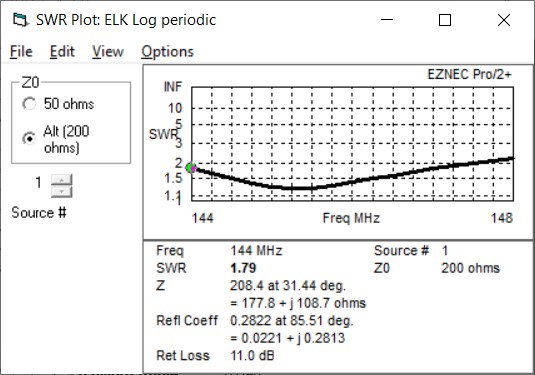 SWR Plot: ELK Log periodic
File Edit View Options
Z0
50 ohms
Alt (200
ohms)
1
Source #
EZNEC Pro/2+
INF
10
5
SWR
3
2
1.5
1.1
1
144 Freq MHz 148
Freq 144 MHz Source # 1
SWR 1.79 Z0 200 ohms
Z 208.4 at 31.44 deg.
= 177.8 + j 108.7 ohms
Refl Coeff 0.2822 at 85.51 deg.
= 0.0221 + j 0.2813
Ret Loss 11.0 dB